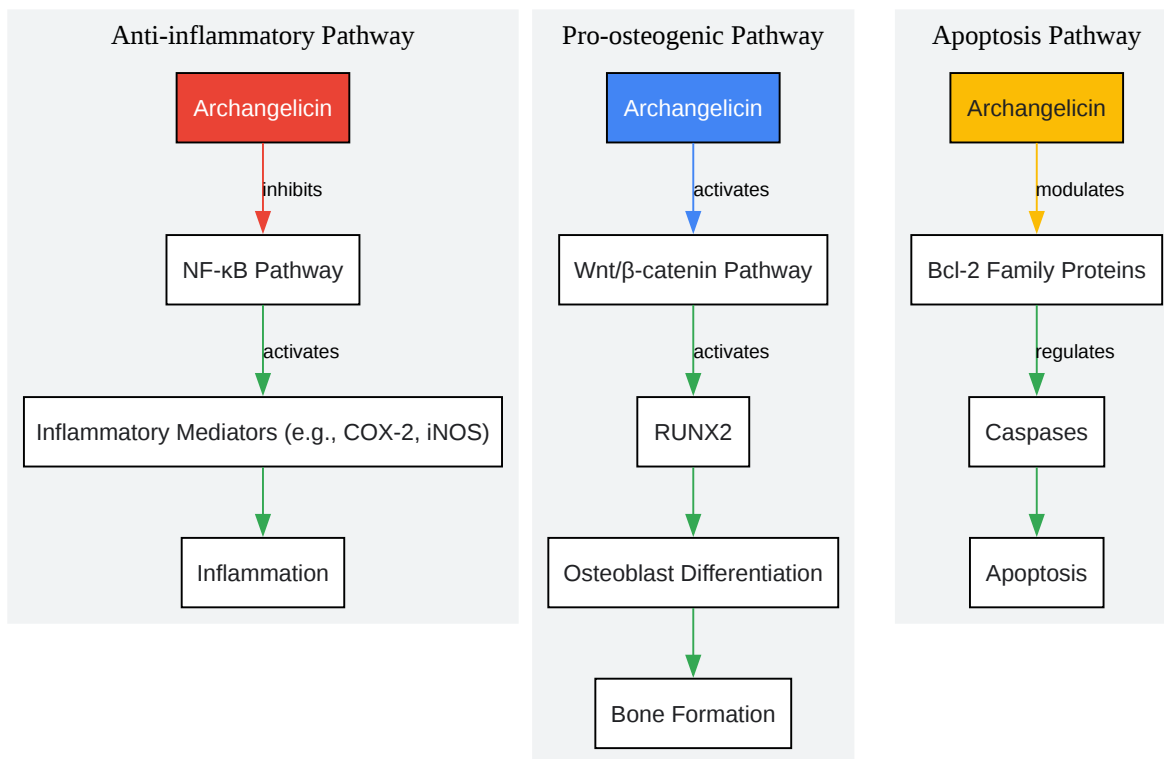 Anti-inflammatory Pathway
Archangelicin
inhibits
NF-κB Pathway
activates
Inflammatory Mediators (e.g., COX-2, iNOS)
Inflammation
Pro-osteogenic Pathway
Archangelicin
activates
Wnt/β-catenin Pathway
activates
RUNX2
Osteoblast Differentiation
Bone Formation
Apoptosis Pathway
Archangelicin
modulates
Bcl-2 Family Proteins
regulates
Caspases
Apoptosis